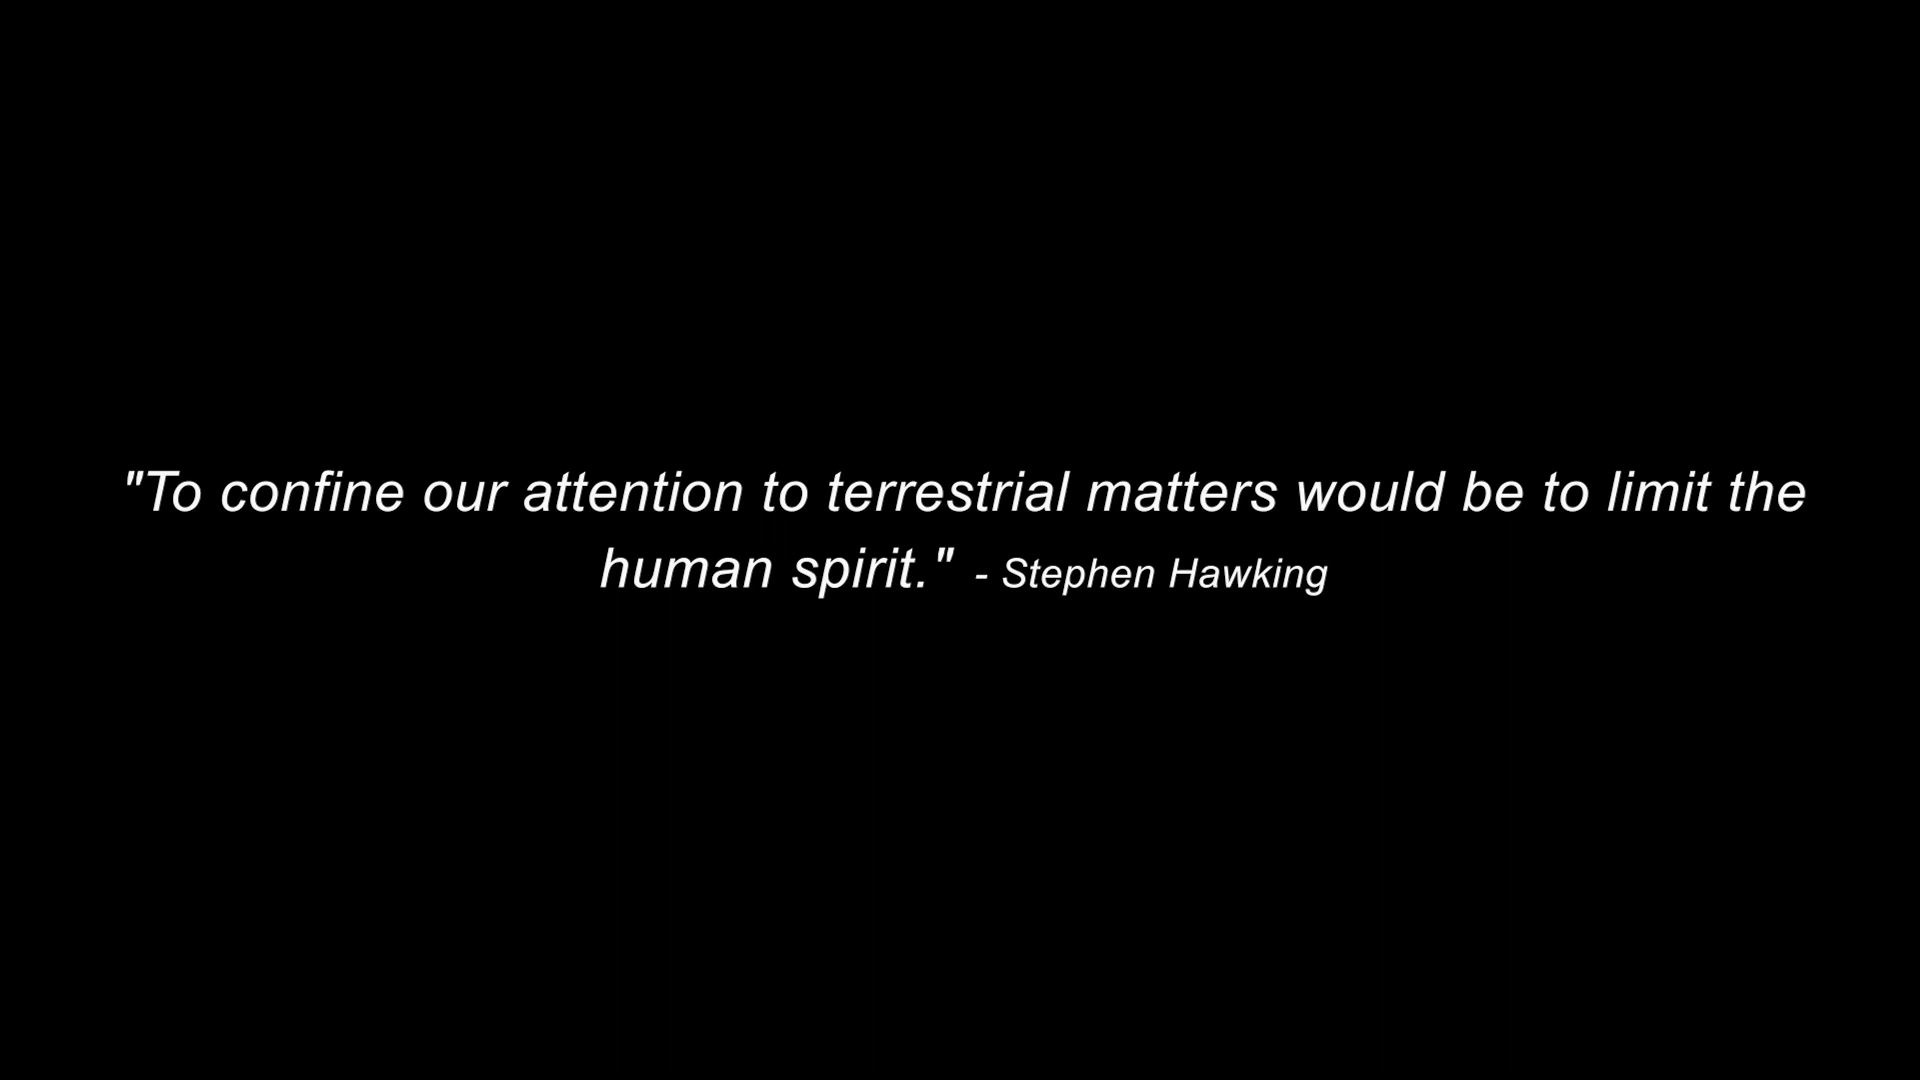 "To confine our attention to terrestrial matters would be to limit the
human spirit." - Stephen Hawking